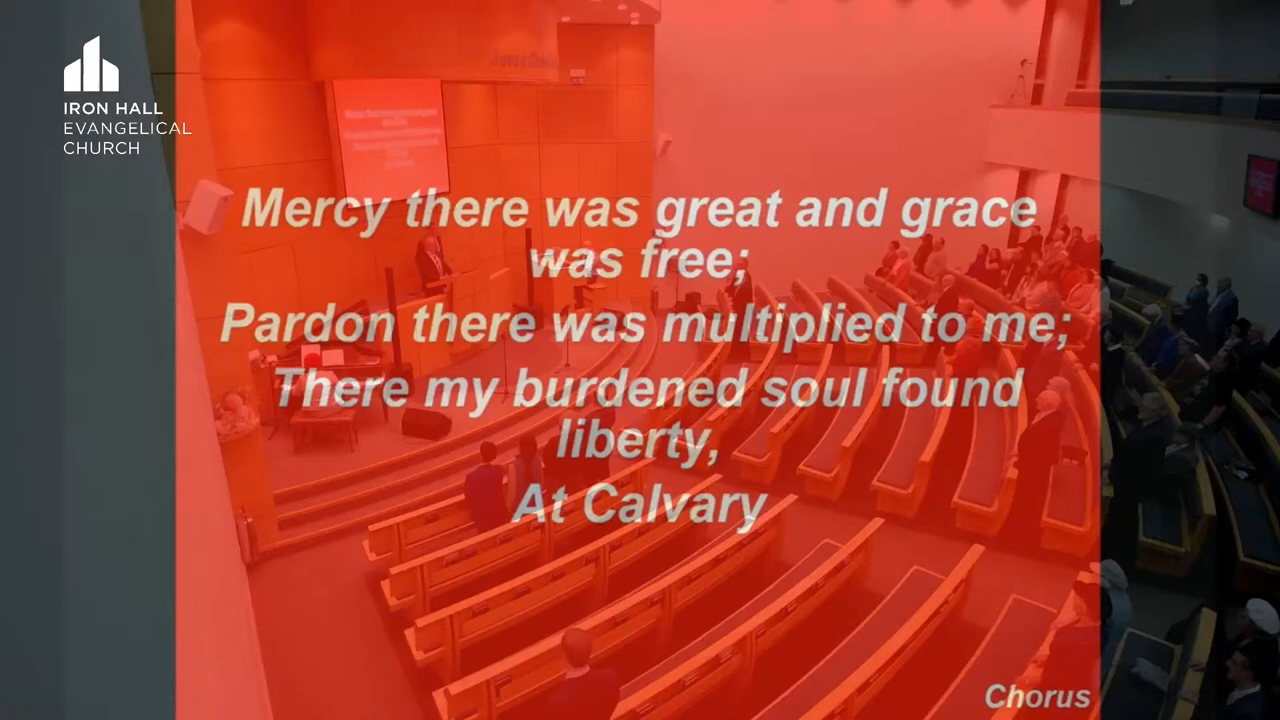 IRON HALL
EVANGELICAL
CHURCH
Mercy there was great and grace
was free;
Pardon there was multiplied to me;
There my burdened soul found
liberty,
At Calvary
Chorus